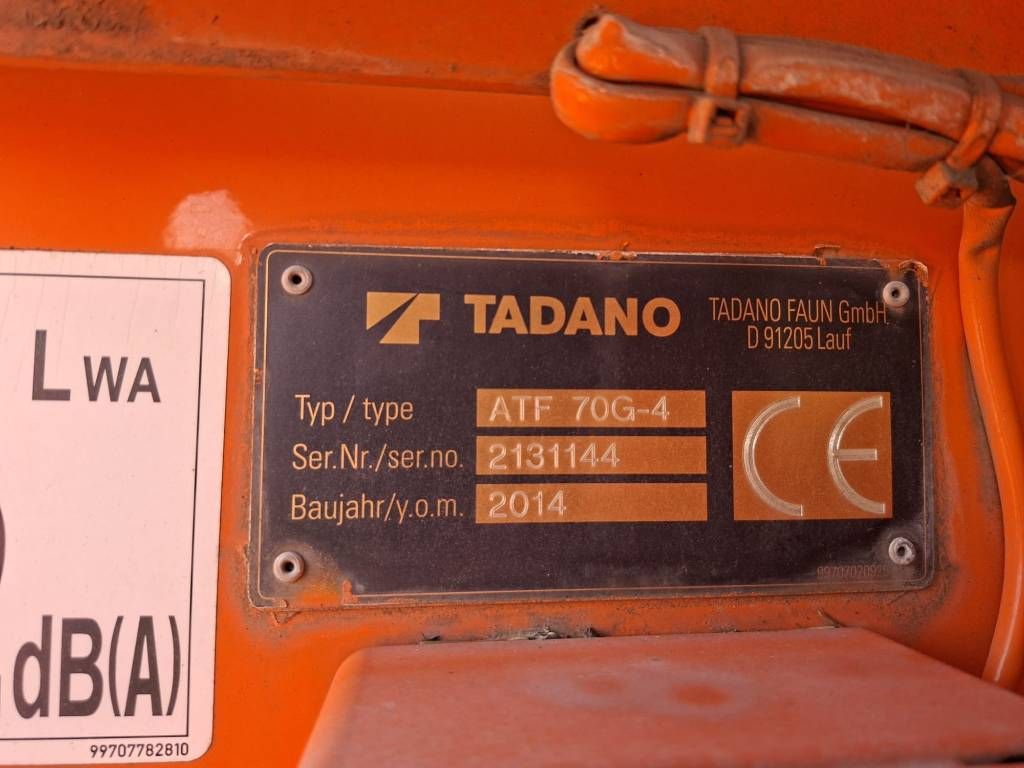 TADANO
TADANO FAUN GmbH
D 91205 Lauf
Typ / type ATF 70G-4
Ser.Nr./ser.no. 2131144
Baujahr/y.o.m. 2014
CE
LWA
dB(A)
99707782810